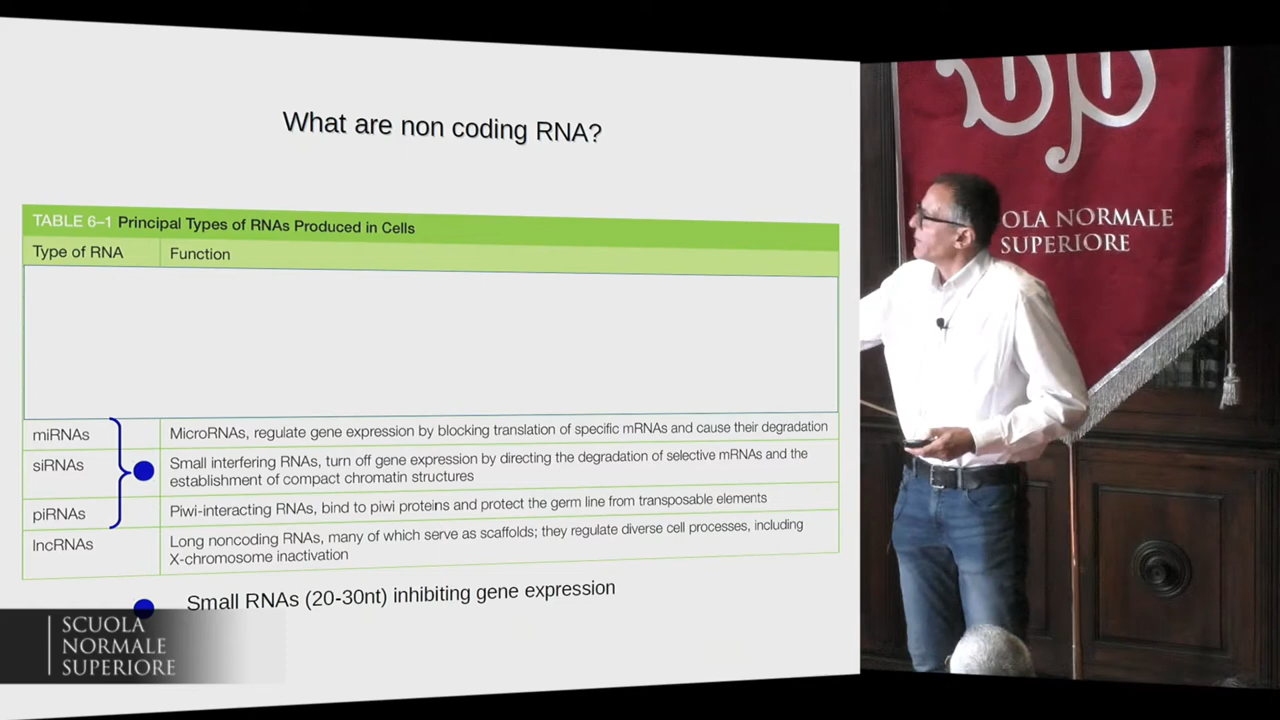 What are non coding RNA?
TABLE 6–1 Principal Types of RNAs Produced in Cells
Type of RNA Function
miRNAs MicroRNAs, regulate gene expression by blocking translation of specific mRNAs and cause their degradation
siRNAs Small interfering RNAs, turn off gene expression by directing the degradation of selective mRNAs and the
establishment of compact chromatin structures
piRNAs Piwi-interacting RNAs, bind to piwi proteins and protect the germ line from transposable elements
lncRNAs Long noncoding RNAs, many of which serve as scaffolds; they regulate diverse cell processes, including
X-chromosome inactivation
Small RNAs (20-30nt) inhibiting gene expression
SCUOLA
NORMALE
SUPERIORE
OLA NORMALE
SUPERIORE